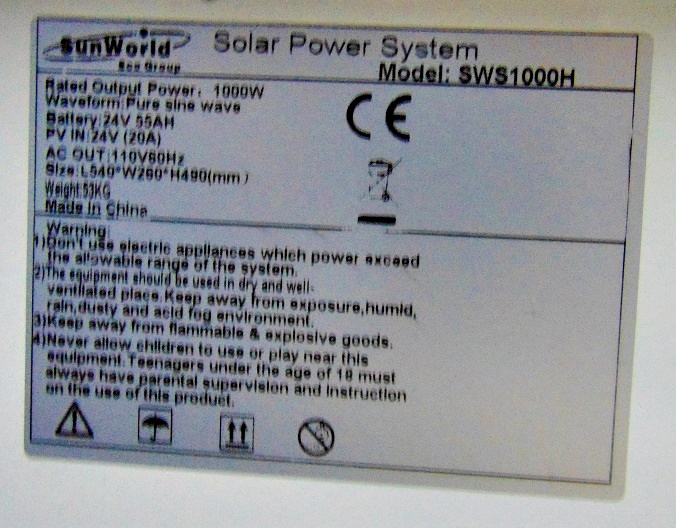 SunWorld
Sun Group
Solar Power System
Model: SWS1000H
Rated Output Power: 1000W
Waveform:Pure sine wave
Battery:24V 55AH
PV IN:24V (20A)
AC OUT:110V60Hz
Size:L540*W290*H490(mm)
Weight:53KG
Made in China
CE
Warning:
1)Don't use electric appliances which power exceed
the allowable range of the system.
2)The equipment should be used in dry and well-
ventilated place.Keep away from exposure,humid,
rain,dusty and acid fog environment.
3)Keep away from flammable & explosive goods.
4)Never allow children to use or play near this
equipment.Teenagers under the age of 18 must
always have parental supervision and instruction
on the use of this product.